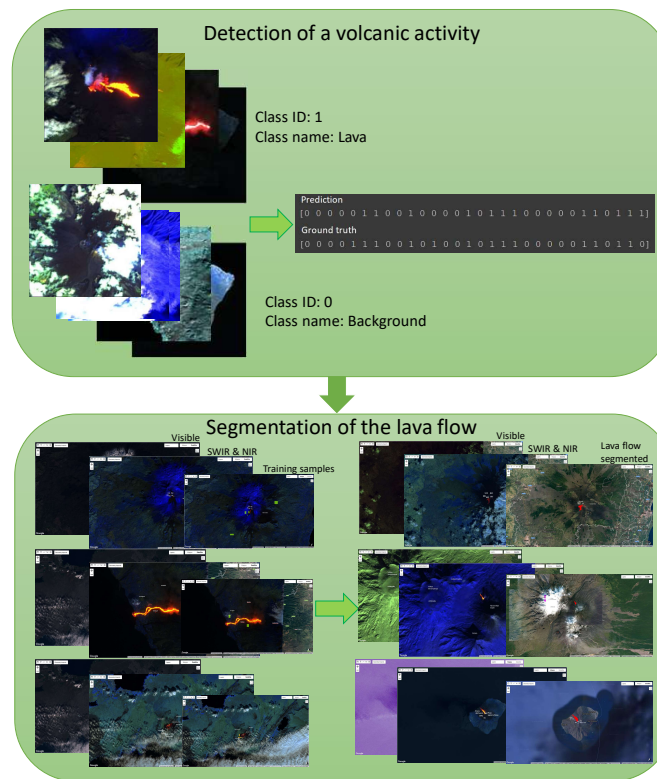 Detection of a volcanic activity
Class ID: 1
Class name: Lava
Prediction
[0 0 0 0 0 1 1 0 0 1 0 0 0 0 1 0 1 1 1 0 0 0 0 0 0 1 1 0 1 1 1]
Ground truth
[0 0 0 0 1 1 1 0 0 1 0 1 0 0 1 0 1 1 1 0 0 0 0 0 0 1 1 0 1 1 0]
Class ID: 0
Class name: Background
Segmentation of the lava flow
Visible
SWIR & NIR
Training samples
Visible
SWIR & NIR
Lava flow
segmented